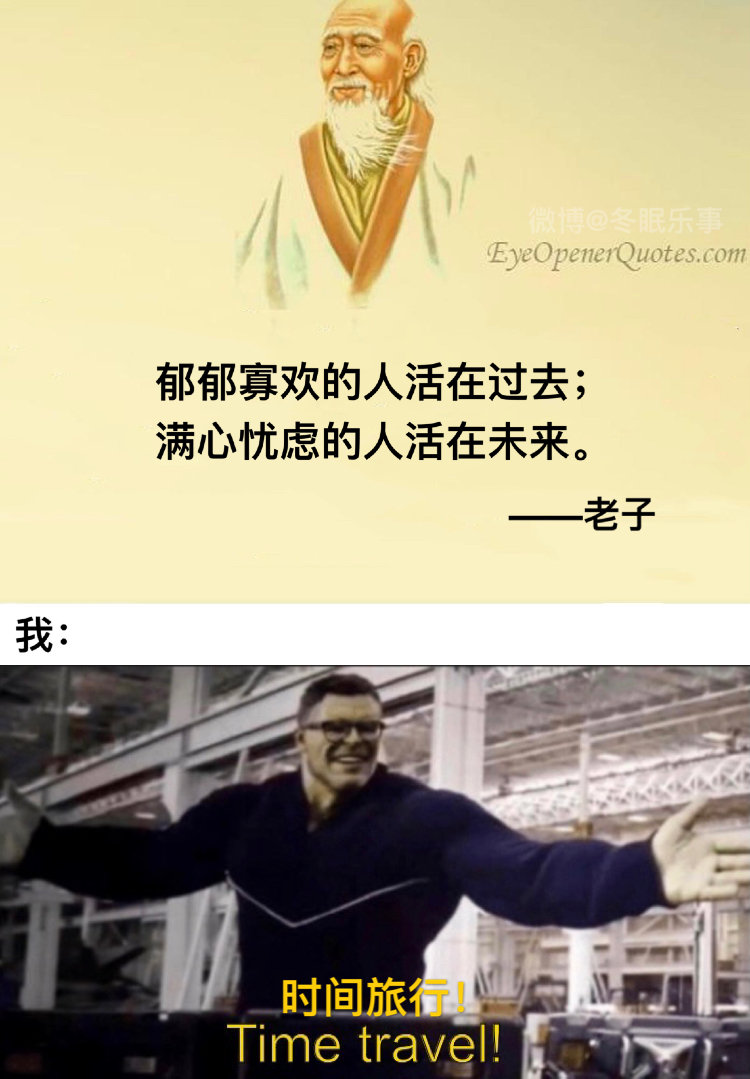 微博@冬眠乐事
EyeOpenerQuotes.com
郁郁寡欢的人活在过去；
满心忧虑的人活在未来。
——老子
我：
时间旅行！
Time travel!